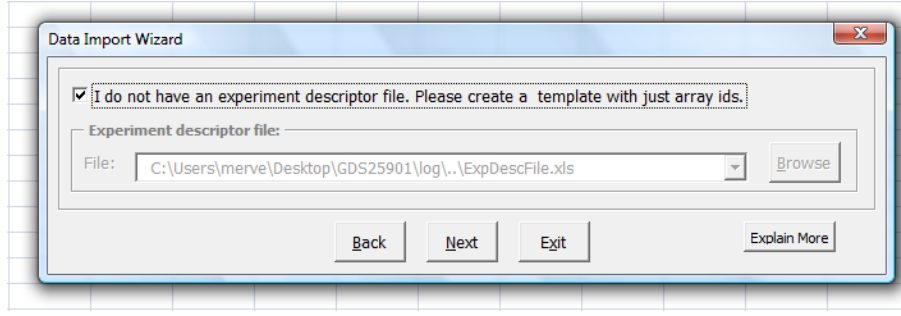 Data Import Wizard
I do not have an experiment descriptor file. Please create a  template with just array ids.
Experiment descriptor file:
File: C:\Users\merve\Desktop\GDS25901\log\..\ExpDescFile.xls Browse
Back Next Exit Explain More